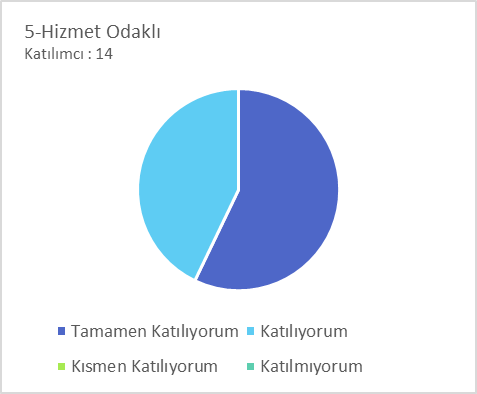 5-Hizmet Odaklı
Katılımcı : 14
Tamamen Katılıyorum Katılıyorum
Kısmen Katılıyorum Katılmıyorum